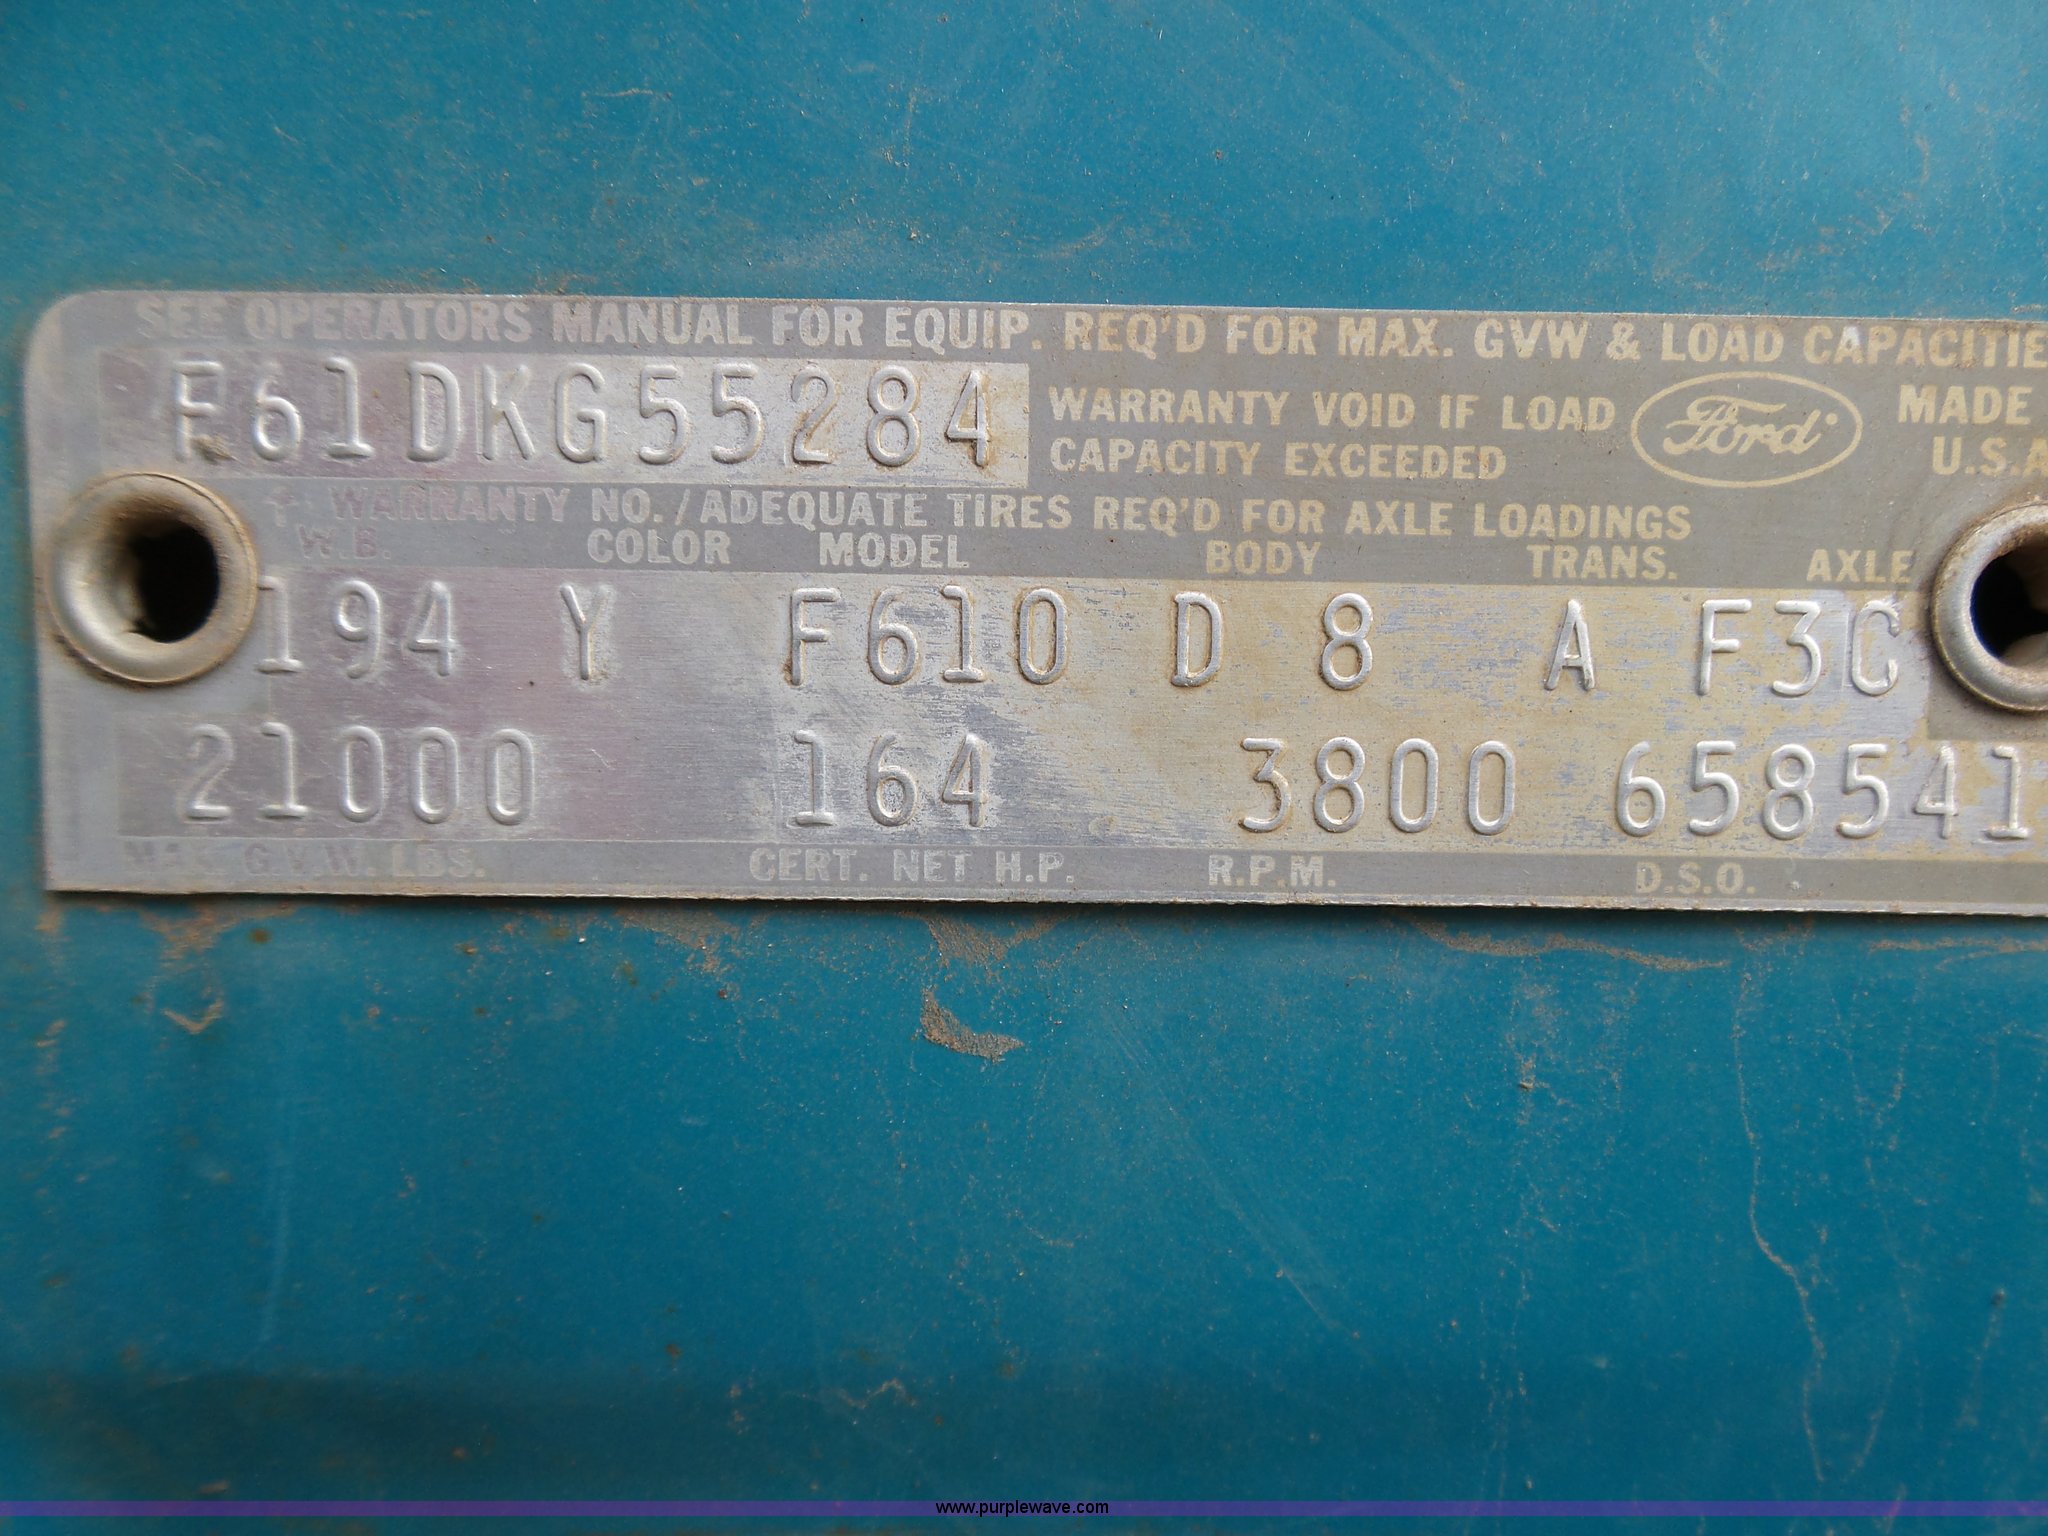 SEE OPERATORS MANUAL FOR EQUIP. REQ'D FOR MAX. GVW & LOAD CAPACITIE
F61DKG55284
WARRANTY VOID IF LOAD
CAPACITY EXCEEDED
Ford
MADE
U.S.A
+ WARRANTY NO./ADEQUATE TIRES REQ'D FOR AXLE LOADINGS
W.B. COLOR MODEL BODY TRANS. AXLE
194 Y F610 D 8 A F3C
21000 164 3800 658541
MAX. G.V.W. LBS. CERT. NET H.P. R.P.M. D.S.O.
www.purplewave.com